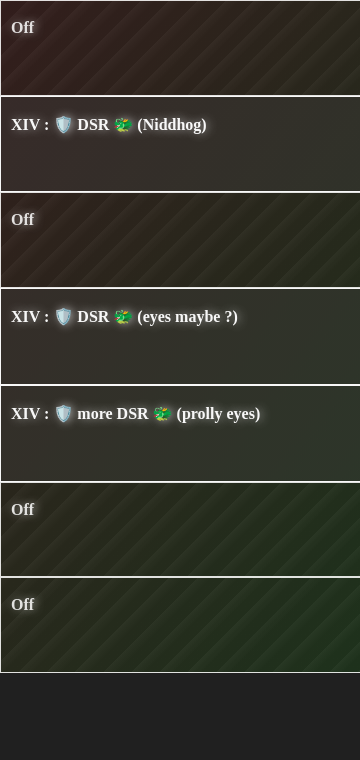 Off
XIV : 🛡️ DSR 🐲 (Niddhog)
Off
XIV : 🛡️ DSR 🐲 (eyes maybe ?)
XIV : 🛡️ more DSR 🐲 (prolly eyes)
Off
Off